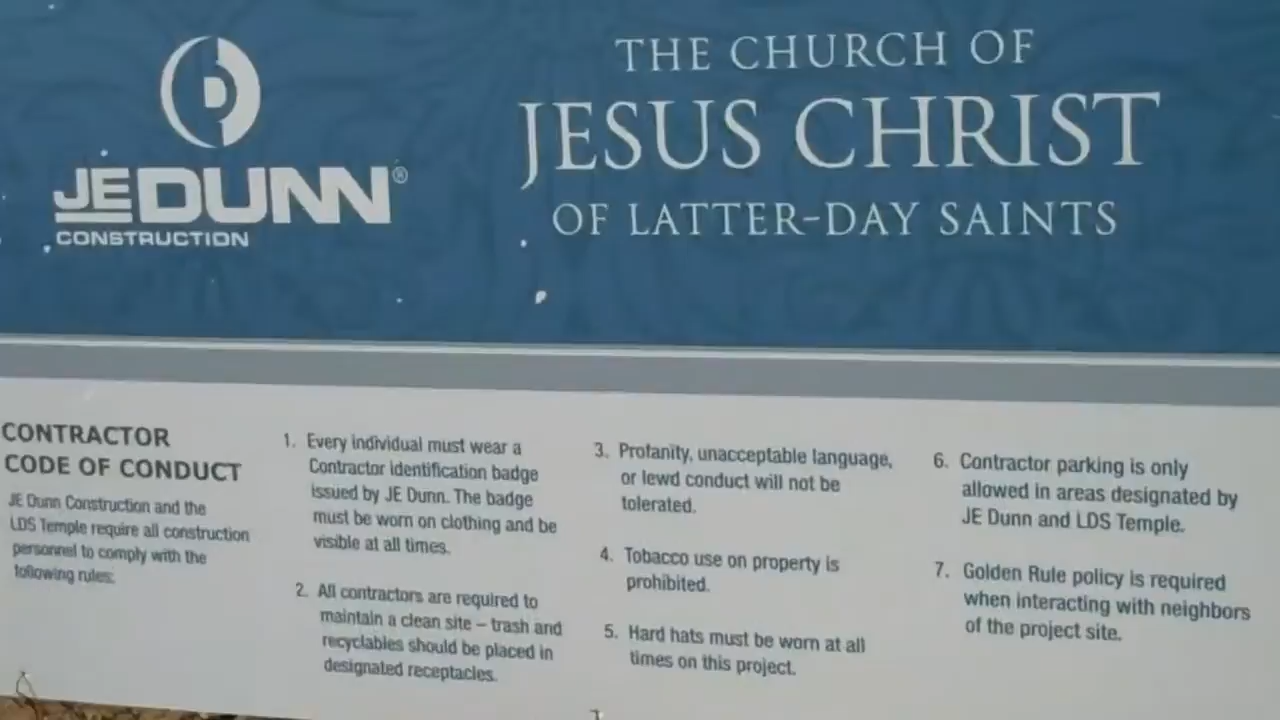 JE DUNN®
CONSTRUCTION
THE CHURCH OF
JESUS CHRIST
OF LATTER-DAY SAINTS
CONTRACTOR
CODE OF CONDUCT
JE Dunn Construction and the
LDS Temple require all construction
personnel to comply with the
following rules:
1. Every individual must wear a
Contractor identification badge
issued by JE Dunn. The badge
must be worn on clothing and be
visible at all times.
2. All contractors are required to
maintain a clean site – trash and
recyclables should be placed in
designated receptacles.
3. Profanity, unacceptable language,
or lewd conduct will not be
tolerated.
4. Tobacco use on property is
prohibited.
5. Hard hats must be worn at all
times on this project.
6. Contractor parking is only
allowed in areas designated by
JE Dunn and LDS Temple.
7. Golden Rule policy is required
when interacting with neighbors
of the project site.